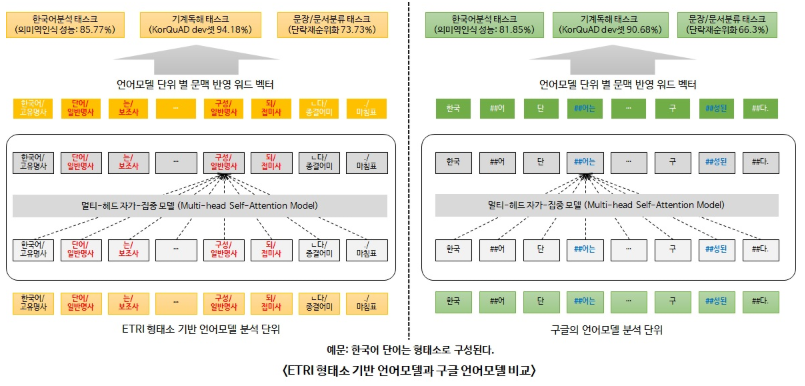 한국어분석 태스크
(의미역인식 성능: 85.77%)
기계독해 태스크
(KorQuAD dev셋 94.18%)
문장/문서분류 태스크
(단락재순위화 73.73%)
언어모델 단위 별 문맥 반영 워드 벡터
한국어/
고유명사
단어/
일반명사
는/
보조사
...
구성/
일반명사
되/
접미사
ㄴ다/
종결어미
./
마침표
한국어/
고유명사
단어/
일반명사
는/
보조사
...
구성/
일반명사
되/
접미사
ㄴ다/
종결어미
./
마침표
멀티-헤드 자가-집중 모델 (Multi-head Self-Attention Model)
한국어/
고유명사
단어/
일반명사
는/
보조사
...
구성/
일반명사
되/
접미사
ㄴ다/
종결어미
./
마침표
한국어/
고유명사
단어/
일반명사
는/
보조사
...
구성/
일반명사
되/
접미사
ㄴ다/
종결어미
./
마침표
ETRI 형태소 기반 언어모델 분석 단위
한국어분석 태스크
(의미역인식 성능: 81.85%)
기계독해 태스크
(KorQuAD dev셋 90.68%)
문장/문서분류 태스크
(단락재순위화 66.3%)
언어모델 단위 별 문맥 반영 워드 벡터
한국 ##어 단 ##어는 ... 구 ##성된 ##다.
한국 ##어 단 ##어는 ... 구 ##성된 ##다.
멀티-헤드 자가-집중 모델 (Multi-head Self-Attention Model)
한국 ##어 단 ##어는 ... 구 ##성된 ##다.
한국 ##어 단 ##어는 ... 구 ##성된 ##다.
구글의 언어모델 분석 단위
예문: 한국어 단어는 형태소로 구성된다.
<ETRI 형태소 기반 언어모델과 구글 언어모델 비교>